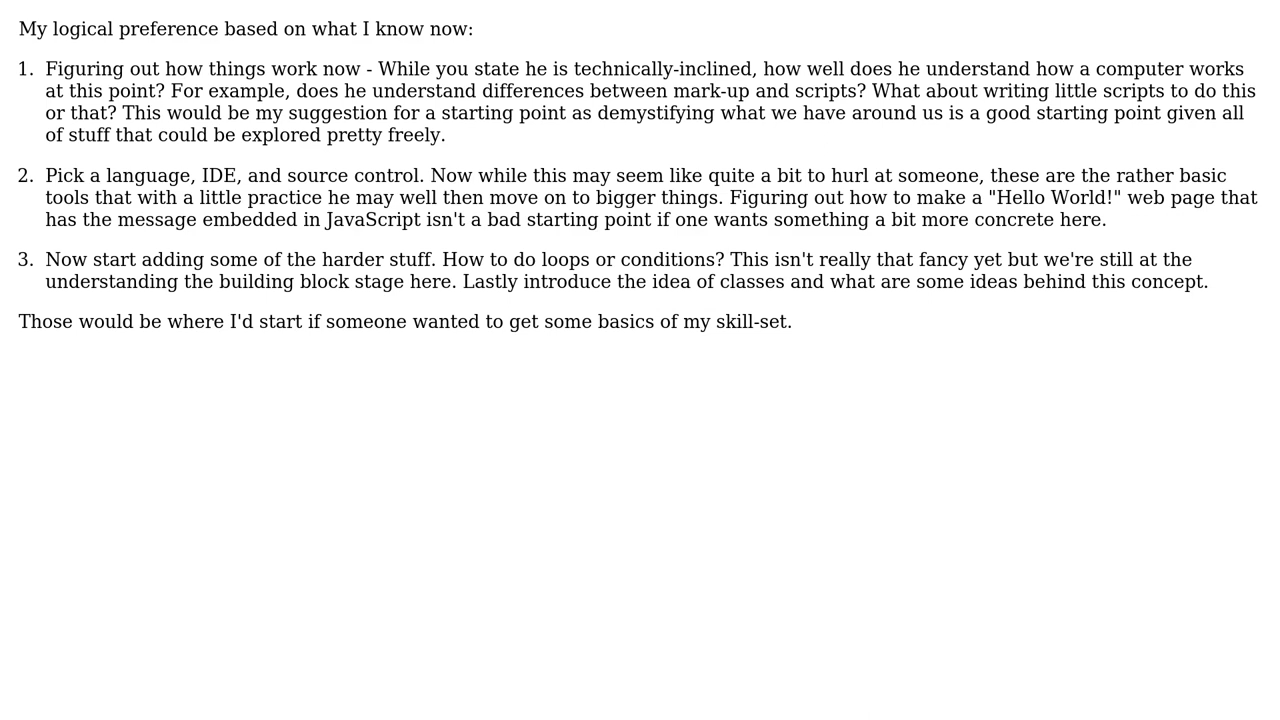 My logical preference based on what I know now:
1. Figuring out how things work now - While you state he is technically-inclined, how well does he understand how a computer works
at this point? For example, does he understand differences between mark-up and scripts? What about writing little scripts to do this
or that? This would be my suggestion for a starting point as demystifying what we have around us is a good starting point given all
of stuff that could be explored pretty freely.
2. Pick a language, IDE, and source control. Now while this may seem like quite a bit to hurl at someone, these are the rather basic
tools that with a little practice he may well then move on to bigger things. Figuring out how to make a "Hello World!" web page that
has the message embedded in JavaScript isn't a bad starting point if one wants something a bit more concrete here.
3. Now start adding some of the harder stuff. How to do loops or conditions? This isn't really that fancy yet but we're still at the
understanding the building block stage here. Lastly introduce the idea of classes and what are some ideas behind this concept.
Those would be where I'd start if someone wanted to get some basics of my skill-set.